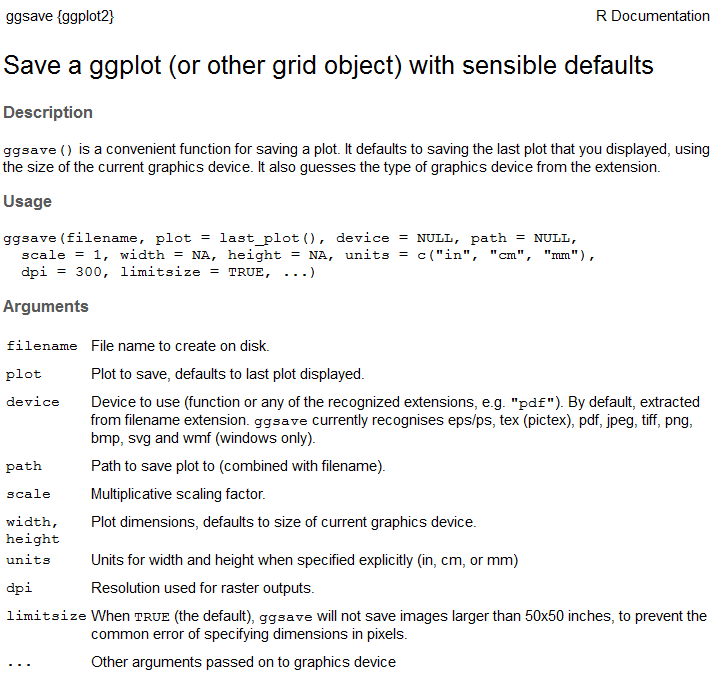 ggsave {ggplot2} R Documentation
Save a ggplot (or other grid object) with sensible defaults
Description
ggsave() is a convenient function for saving a plot. It defaults to saving the last plot that you displayed, using
the size of the current graphics device. It also guesses the type of graphics device from the extension.
Usage
ggsave(filename, plot = last_plot(), device = NULL, path = NULL,
  scale = 1, width = NA, height = NA, units = c("in", "cm", "mm"),
  dpi = 300, limitsize = TRUE, ...)
Arguments
filename File name to create on disk.
plot Plot to save, defaults to last plot displayed.
device Device to use (function or any of the recognized extensions, e.g. "pdf"). By default, extracted
from filename extension. ggsave currently recognises eps/ps, tex (pictex), pdf, jpeg, tiff, png,
bmp, svg and wmf (windows only).
path Path to save plot to (combined with filename).
scale Multiplicative scaling factor.
width, Plot dimensions, defaults to size of current graphics device.
height
units Units for width and height when specified explicitly (in, cm, or mm)
dpi Resolution used for raster outputs.
limitsize When TRUE (the default), ggsave will not save images larger than 50x50 inches, to prevent the
common error of specifying dimensions in pixels.
... Other arguments passed on to graphics device